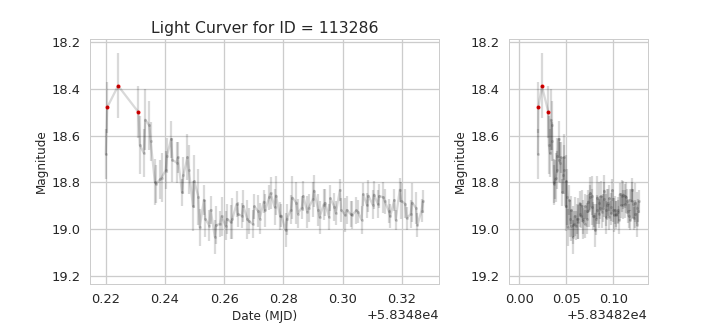 Light Curver for ID = 113286
18.2
18.4
18.6
18.8
19.0
19.2
Magnitude
0.22 0.24 0.26 0.28 0.30 0.32
Date (MJD)
+5.8348e4
18.2
18.4
18.6
18.8
19.0
19.2
Magnitude
0.00 0.05 0.10
+5.83482e4